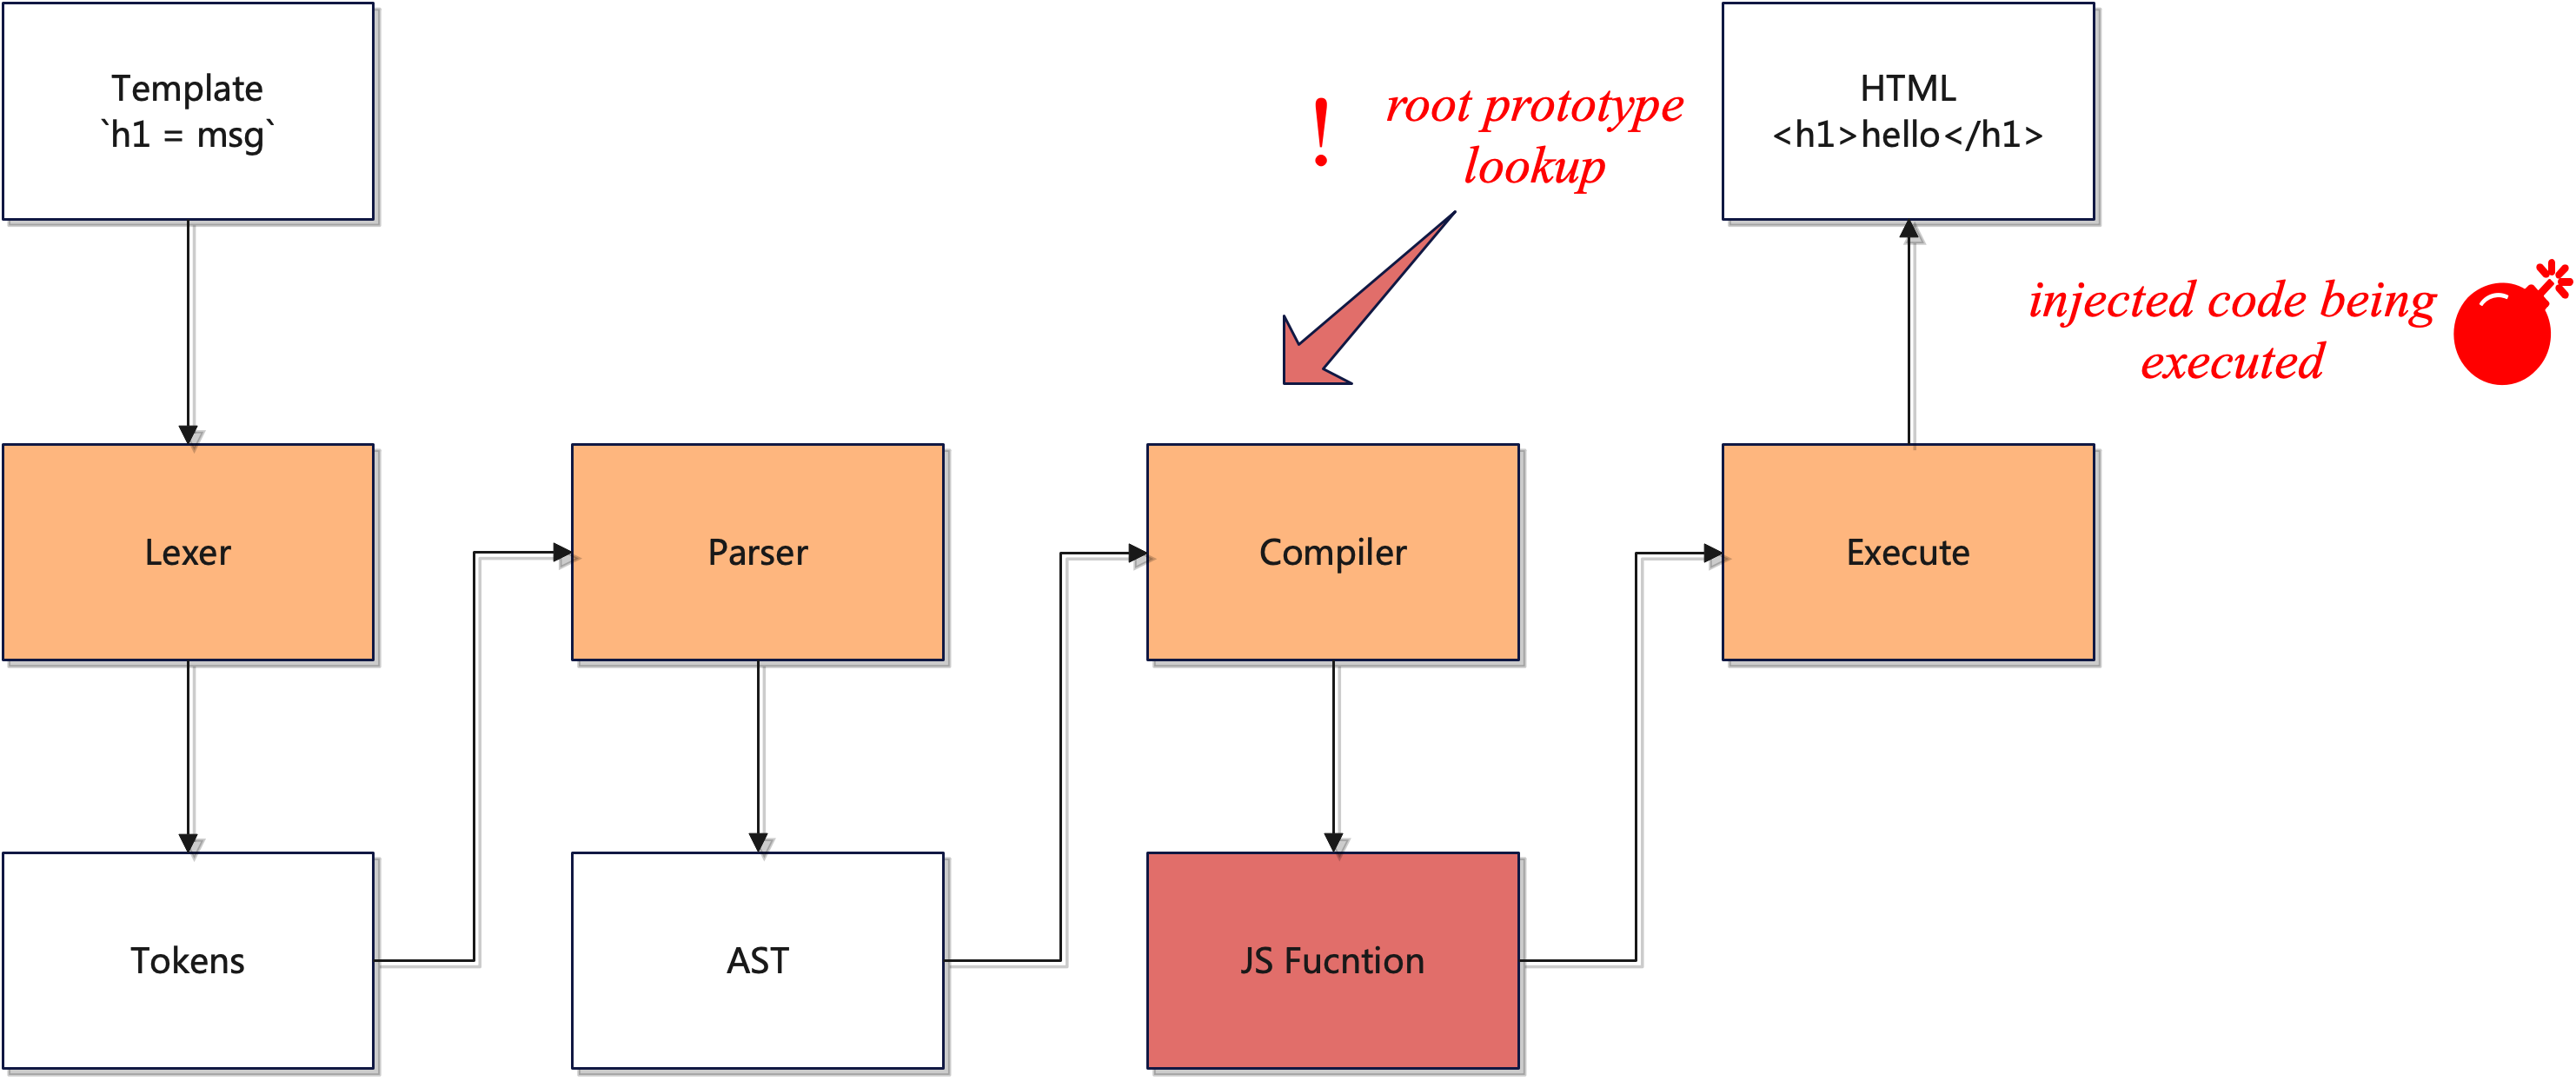 Template
`h1 = msg`
! root prototype
lookup
HTML
<h1>hello</h1>
injected code being
executed
Lexer
Parser
Compiler
Execute
Tokens
AST
JS Fucntion